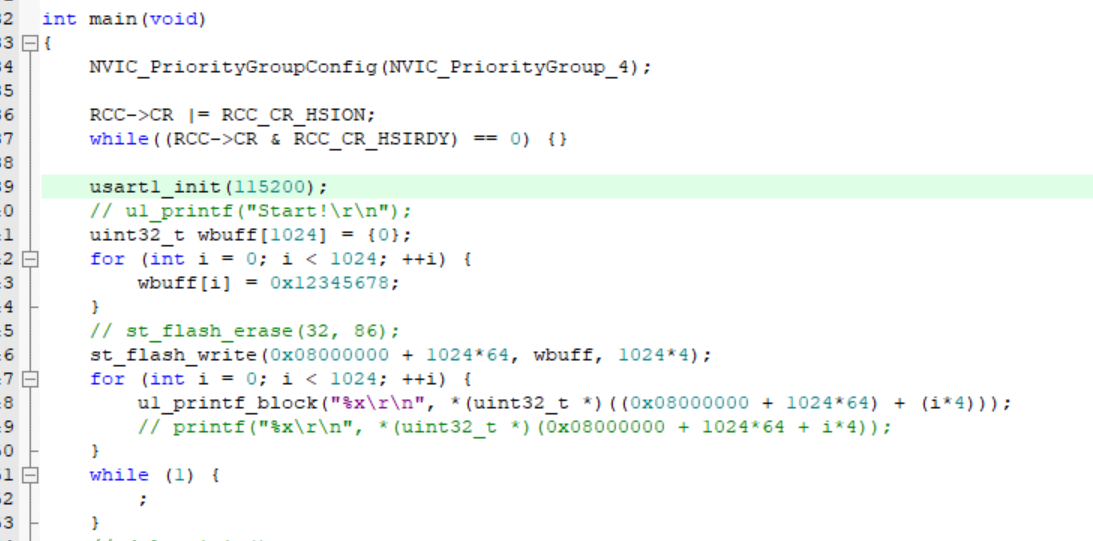 32 int main(void)
33 {
34 NVIC_PriorityGroupConfig(NVIC_PriorityGroup_4);
35
36 RCC->CR |= RCC_CR_HSION;
37 while((RCC->CR & RCC_CR_HSIRDY) == 0) {}
38
39 usart1_init(115200);
40 // u1_printf("Start!\r\n");
41 uint32_t wbuff[1024] = {0};
42 for (int i = 0; i < 1024; ++i) {
43 wbuff[i] = 0x12345678;
44 }
45 // st_flash_erase(32, 86);
46 st_flash_write(0x08000000 + 1024*64, wbuff, 1024*4);
47 for (int i = 0; i < 1024; ++i) {
48 u1_printf_block("%x\r\n", *(uint32_t *)((0x08000000 + 1024*64) + (i*4)));
49 // printf("%x\r\n", *(uint32_t *)(0x08000000 + 1024*64 + i*4));
50 }
51 while (1) {
52 ;
53 }